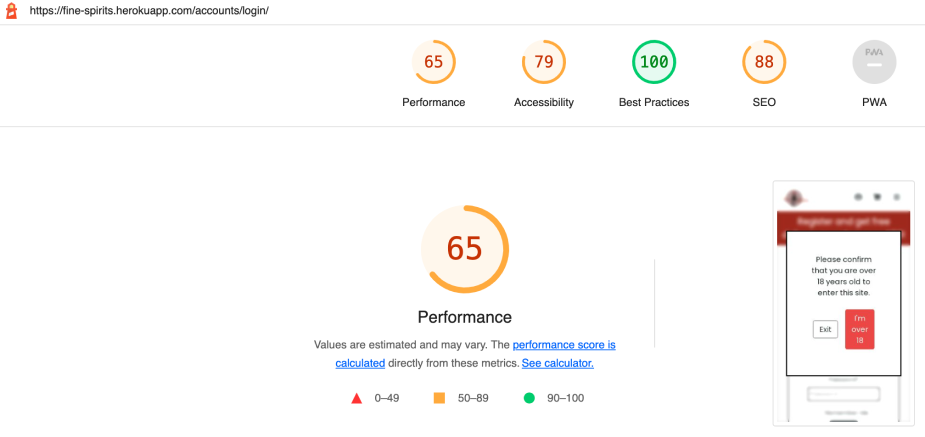 https://fine-spirits.herokuapp.com/accounts/login/
65
79
100
88
PWA
Performance
Accessibility
Best Practices
SEO
PWA
65
Performance
Values are estimated and may vary. The performance score is
calculated directly from these metrics. See calculator.
0–49
50–89
90–100
Register and get free
Please confirm
that you are over
18 years old to
enter this site.
Exit
I'm
over
18